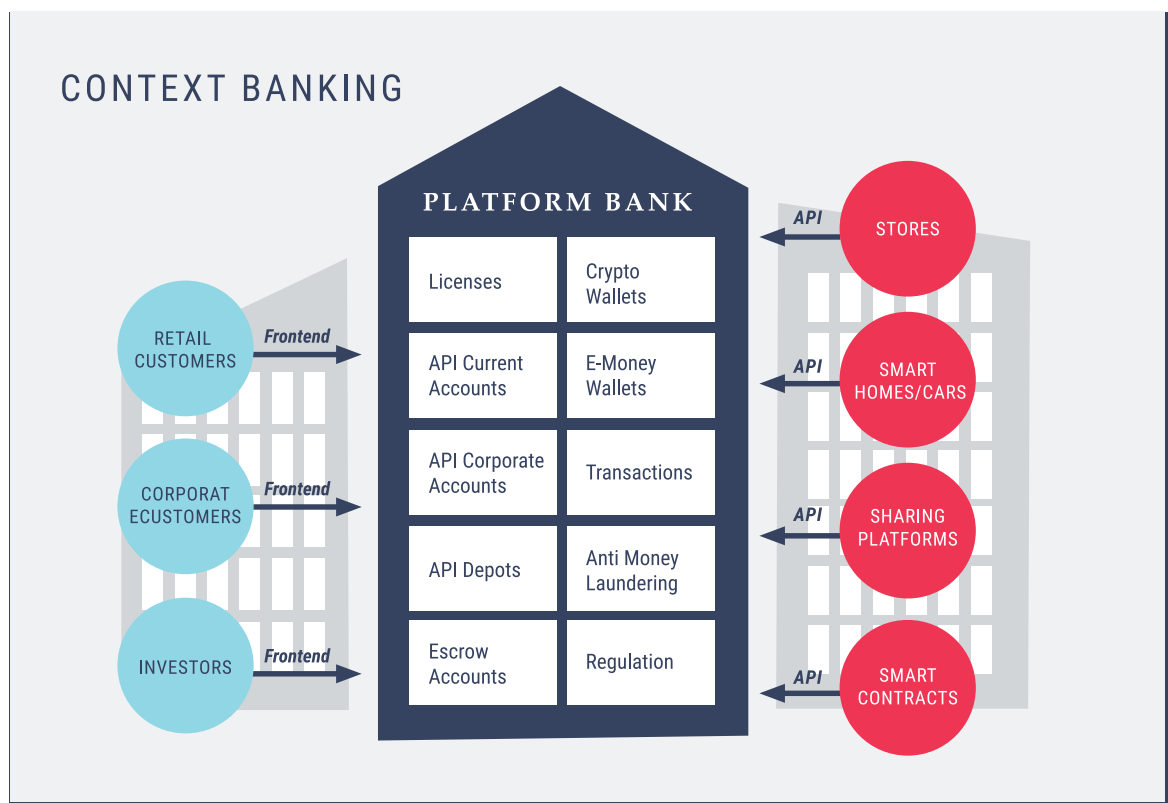 CONTEXT BANKING
PLATFORM BANK
Licenses
Crypto
Wallets
API Current
Accounts
E-Money
Wallets
API Corporate
Accounts
Transactions
API Depots
Anti Money
Laundering
Escrow
Accounts
Regulation
RETAIL
CUSTOMERS
Frontend
CORPORAT
ECUSTOMERS
Frontend
INVESTORS
Frontend
API
STORES
API
SMART
HOMES/CARS
API
SHARING
PLATFORMS
API
SMART
CONTRACTS